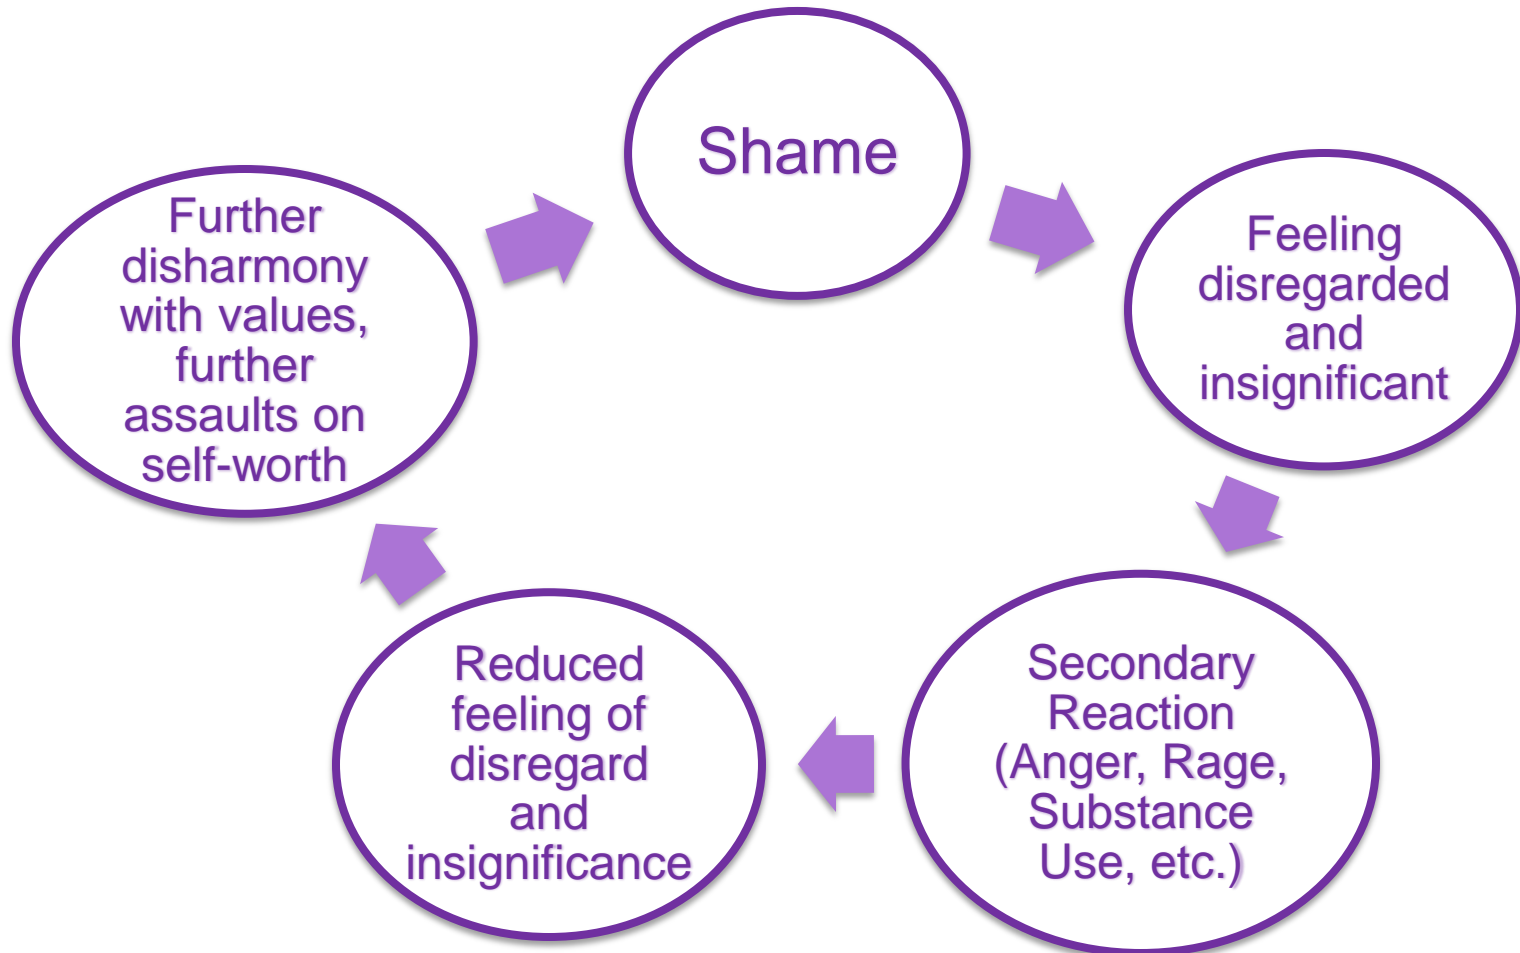 Shame
Feeling
disregarded
and
insignificant
Secondary
Reaction
(Anger, Rage,
Substance
Use, etc.)
Reduced
feeling of
disregard
and
insignificance
Further
disharmony
with values,
further
assaults on
self-worth